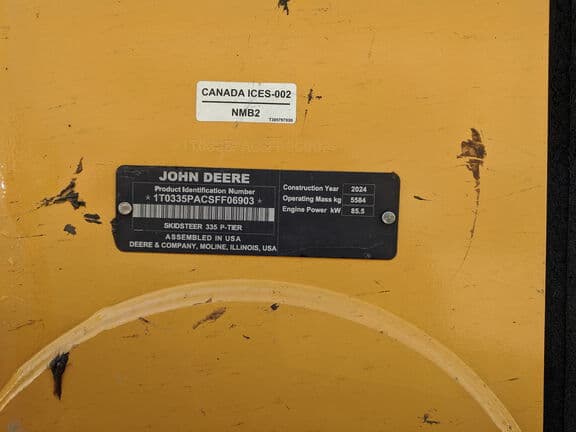 CANADA ICES-002
NMB2
JOHN DEERE
Product Identification Number
★ 1T0335PACSFF06903 ★
SKIDSTEER 335 P-TIER
ASSEMBLED IN USA
DEERE & COMPANY, MOLINE, ILLINOIS, USA
Construction Year 2024
Operating Mass kg 5584
Engine Power kW 85.5